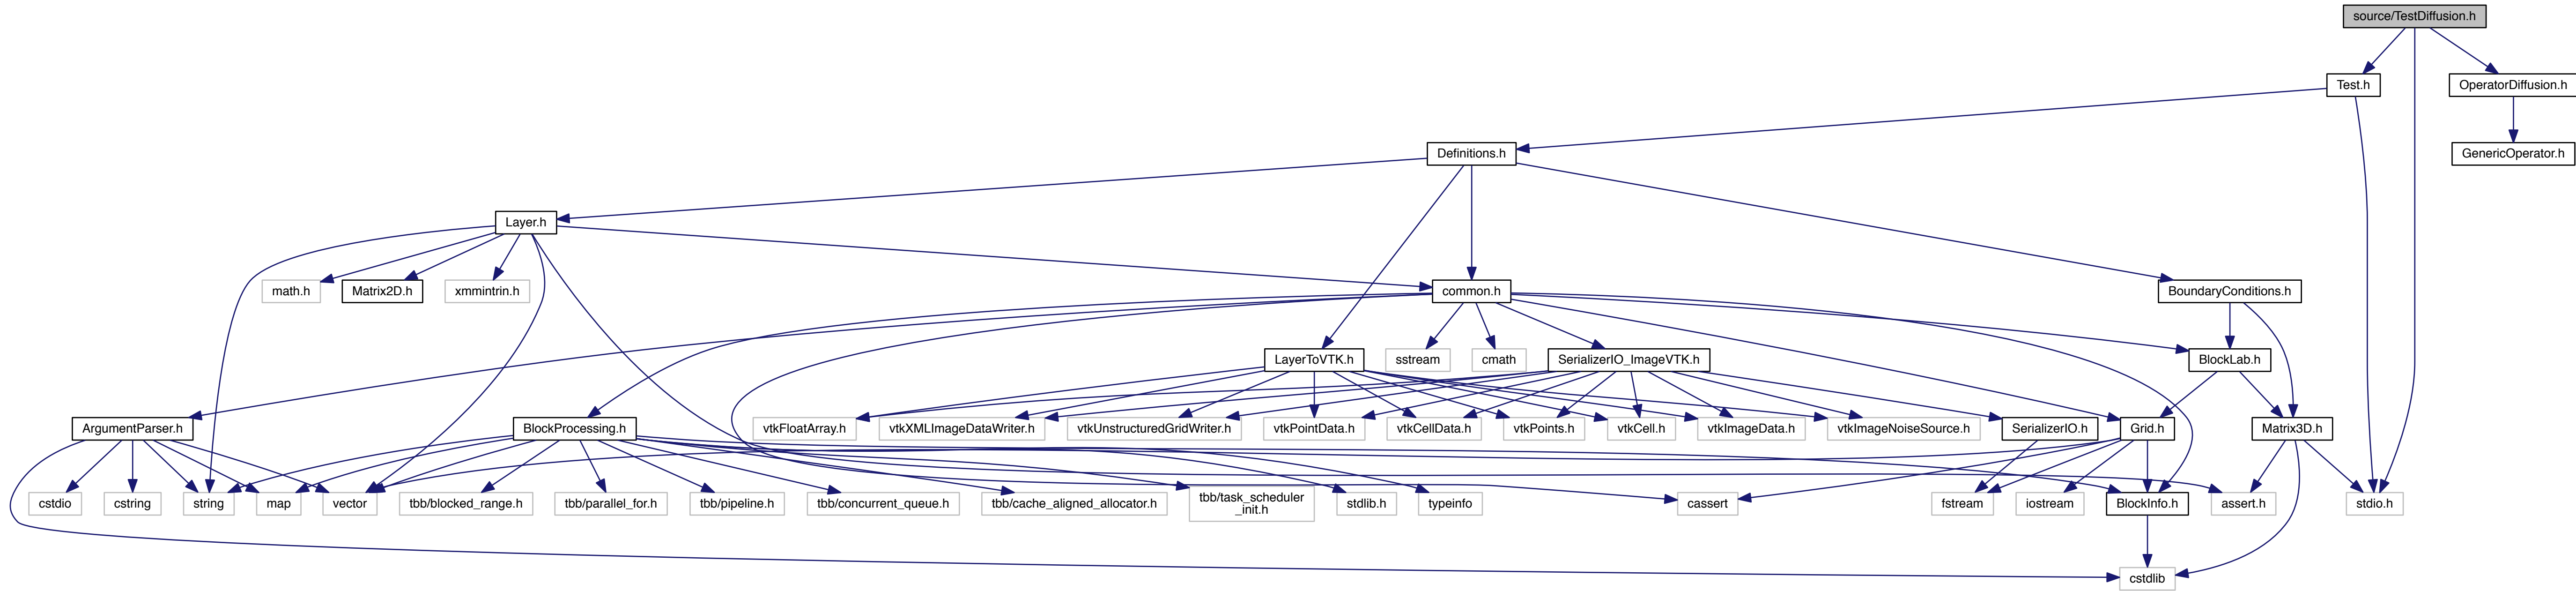 source/TestDiffusion.h
Test.h
OperatorDiffusion.h
Definitions.h
GenericOperator.h
Layer.h
math.h
Matrix2D.h
xmmintrin.h
common.h
BoundaryConditions.h
LayerToVTK.h
sstream
cmath
SerializerIO_ImageVTK.h
BlockLab.h
ArgumentParser.h
BlockProcessing.h
vtkFloatArray.h
vtkXMLImageDataWriter.h
vtkUnstructuredGridWriter.h
vtkPointData.h
vtkCellData.h
vtkPoints.h
vtkCell.h
vtkImageData.h
vtkImageNoiseSource.h
SerializerIO.h
Grid.h
Matrix3D.h
cstdio
cstring
string
map
vector
tbb/blocked_range.h
tbb/parallel_for.h
tbb/pipeline.h
tbb/concurrent_queue.h
tbb/cache_aligned_allocator.h
tbb/task_scheduler
_init.h
stdlib.h
typeinfo
cassert
fstream
iostream
BlockInfo.h
assert.h
stdio.h
cstdlib